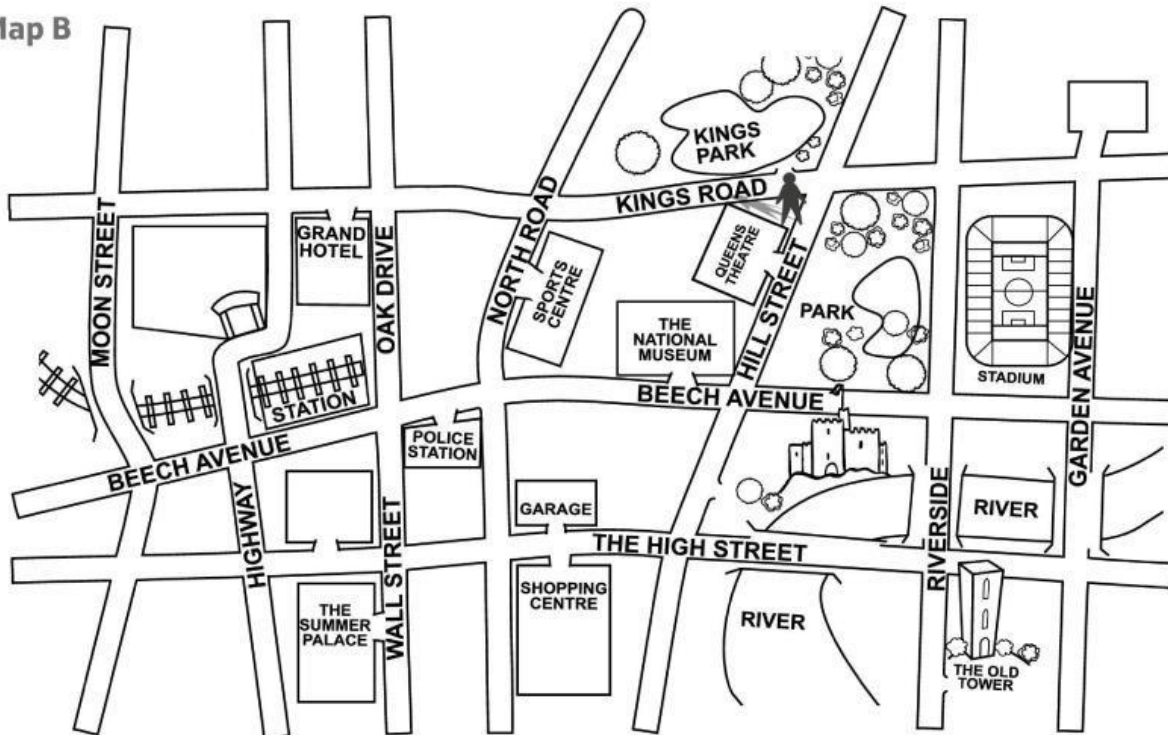 Map B
KINGS
PARK
KINGS ROAD
MOON STREET
GRAND
HOTEL
OAK DRIVE
NORTH ROAD
SPORTS
CENTRE
QUEENS
THEATRE
HILL STREET
THE
NATIONAL
MUSEUM
PARK
STADIUM
GARDEN AVENUE
STATION
BEECH AVENUE
BEECH AVENUE
POLICE
STATION
HIGHWAY
WALL STREET
GARAGE
THE HIGH STREET
RIVERSIDE
RIVER
THE
SUMMER
PALACE
SHOPPING
CENTRE
RIVER
THE OLD
TOWER